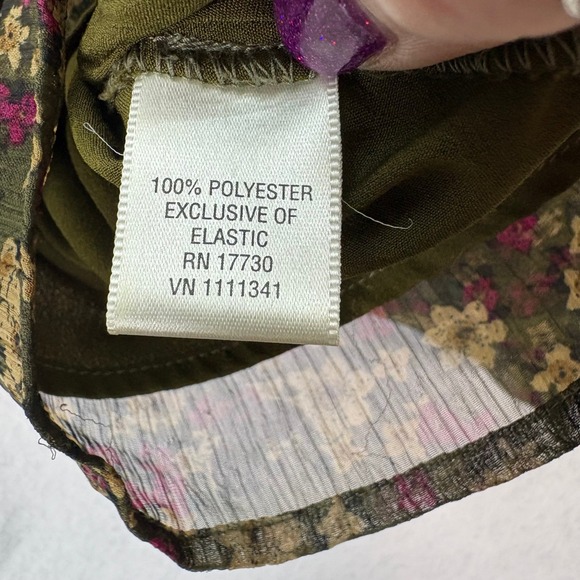 100% POLYESTER
EXCLUSIVE OF
ELASTIC
RN 17730
VN 1111341